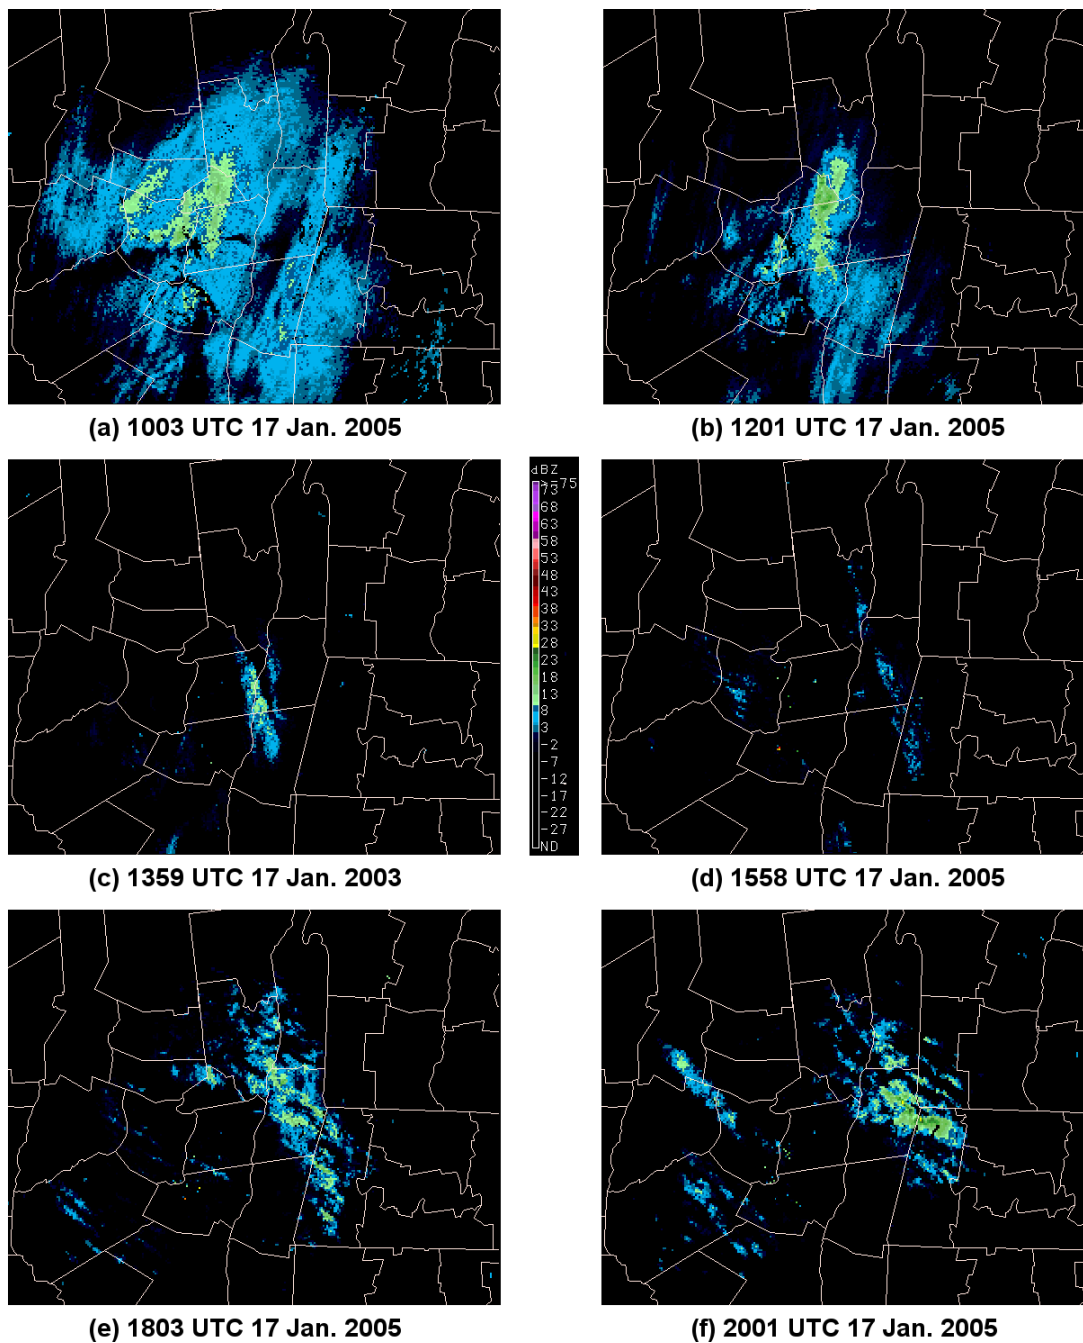 (a) 1003 UTC 17 Jan. 2005
(b) 1201 UTC 17 Jan. 2005
dBZ
>=75
73
68
63
58
53
48
43
38
33
28
23
18
13
8
3
-2
-7
-12
-17
-22
-27
ND
(c) 1359 UTC 17 Jan. 2003
(d) 1558 UTC 17 Jan. 2005
(e) 1803 UTC 17 Jan. 2005
(f) 2001 UTC 17 Jan. 2005